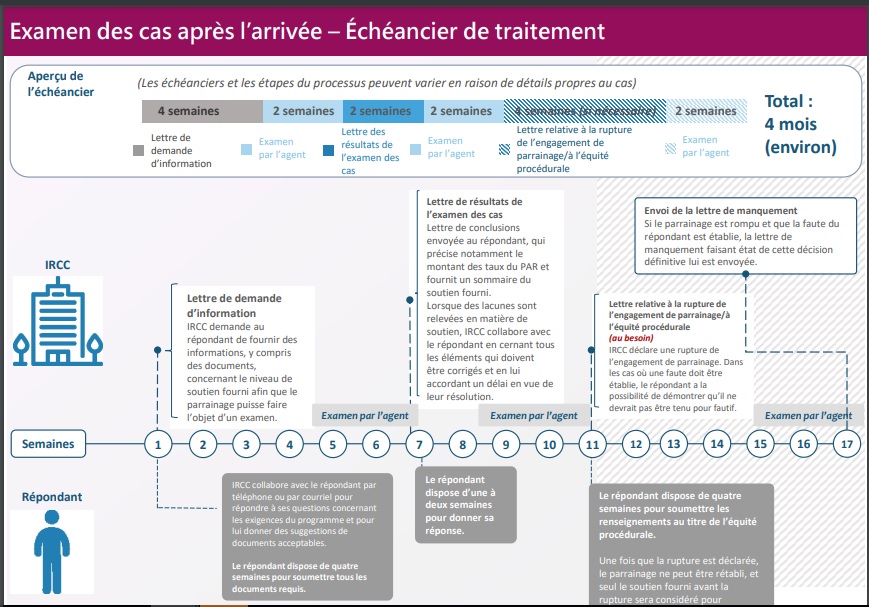 Examen des cas après l'arrivée – Échéancier de traitement
Aperçu de
l'échéancier
(Les échéanciers et les étapes du processus peuvent varier en raison de détails propres au cas)
4 semaines
2 semaines
2 semaines
2 semaines
4 semaines (si nécessaire)
2 semaines
Lettre de
demande
d'information
Examen
par l'agent
Lettre des
résultats de
l'examen des
cas
Examen
par l'agent
Lettre relative à la rupture
de l'engagement de
parrainage/à l'équité
procédurale
Examen
par l'agent
Total :
4 mois
(environ)
IRCC
Lettre de demande
d'information
IRCC demande au
répondant de fournir des
informations, y compris
des documents,
concernant le niveau de
soutien fourni afin que le
parrainage puisse faire
l'objet d'un examen.
Lettre de résultats de
l'examen des cas
Lettre de conclusions
envoyée au répondant, qui
précise notamment le
montant des taux du PAR et
fournit un sommaire du
soutien fourni.
Lorsque des lacunes sont
relevées en matière de
soutien, IRCC collabore avec
le répondant en cernant tous
les éléments qui doivent
être corrigés et en lui
accordant un délai en vue de
leur résolution.
Lettre relative à la rupture de
l'engagement de parrainage/à
l'équité procédurale
(au besoin)
IRCC déclare une rupture de
l'engagement de parrainage. Dans
les cas où une faute doit être
établie, le répondant a la
possibilité de démontrer qu'il ne
devrait pas être tenu pour fautif.
Envoi de la lettre de manquement
Si le parrainage est rompu et que la faute du
répondant est établie, la lettre de
manquement faisant état de cette décision
définitive lui est envoyée.
Examen par l'agent
Examen par l'agent
Examen par l'agent
Semaines
1 2 3 4 5 6 7 8 9 10 11 12 13 14 15 16 17
Répondant
IRCC collabore avec le répondant par
téléphone ou par courriel pour
répondre à ses questions concernant
les exigences du programme et pour
lui donner des suggestions de
documents acceptables.
Le répondant dispose de quatre
semaines pour soumettre tous les
documents requis.
Le répondant
dispose d'une à
deux semaines
pour donner sa
réponse.
Le répondant dispose de quatre
semaines pour soumettre les
renseignements au titre de l'équité
procédurale.
Une fois que la rupture est déclarée,
le parrainage ne peut être rétabli, et
seul le soutien fourni avant la
rupture sera considéré pour